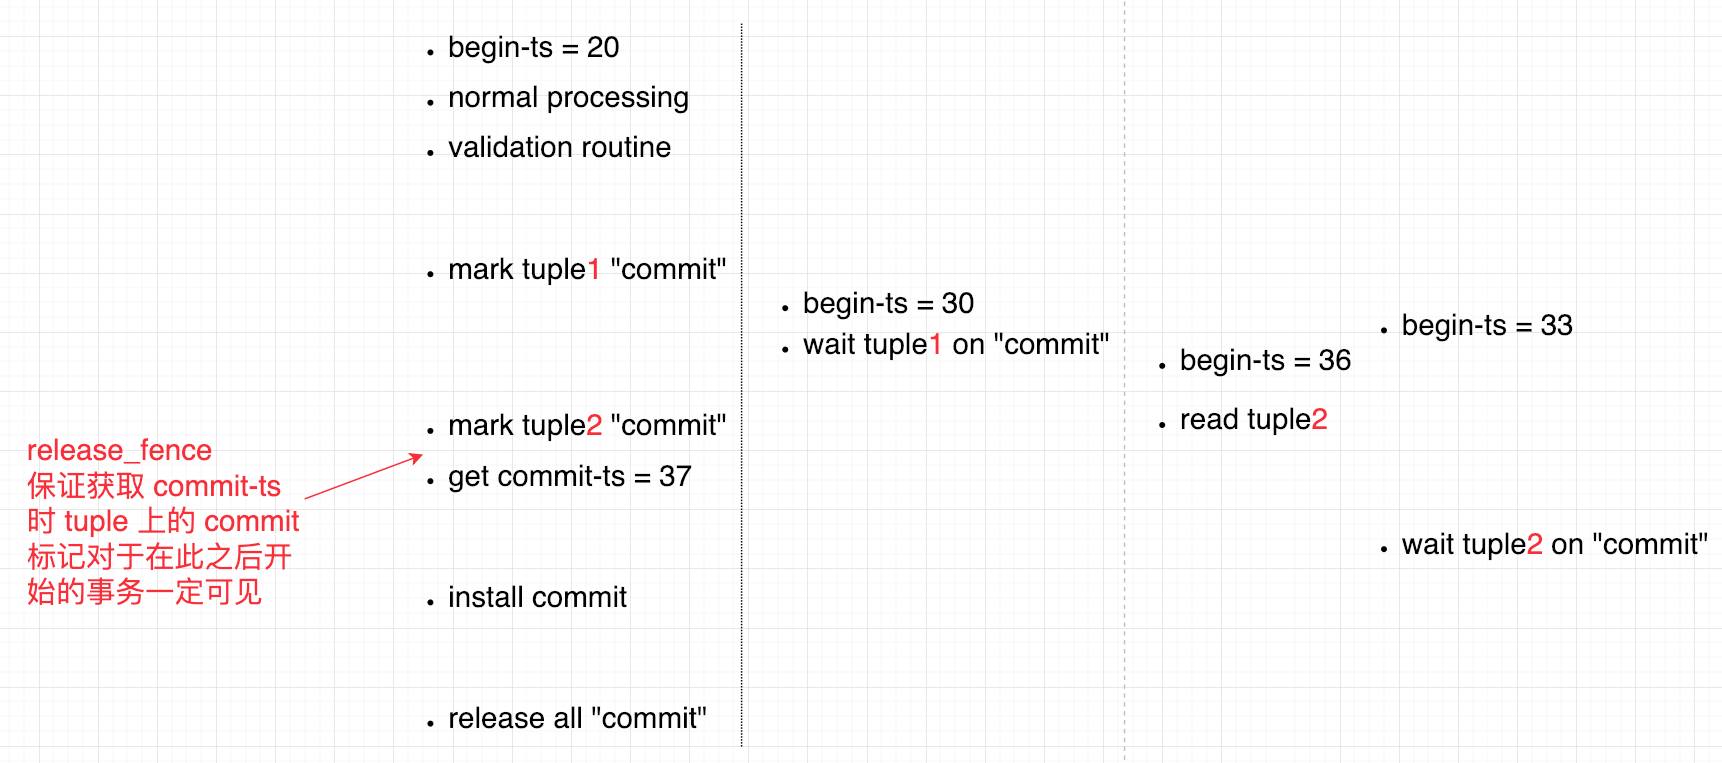 • begin-ts = 20
• normal processing
• validation routine
• mark tuple1 "commit"
• mark tuple2 "commit"
• get commit-ts = 37
• install commit
• release all "commit"
release_fence
保证获取 commit-ts
时 tuple 上的 commit
标记对于在此之后开
始的事务一定可见
• begin-ts = 30
• wait tuple1 on "commit"
• begin-ts = 36
• read tuple2
• begin-ts = 33
• wait tuple2 on "commit"